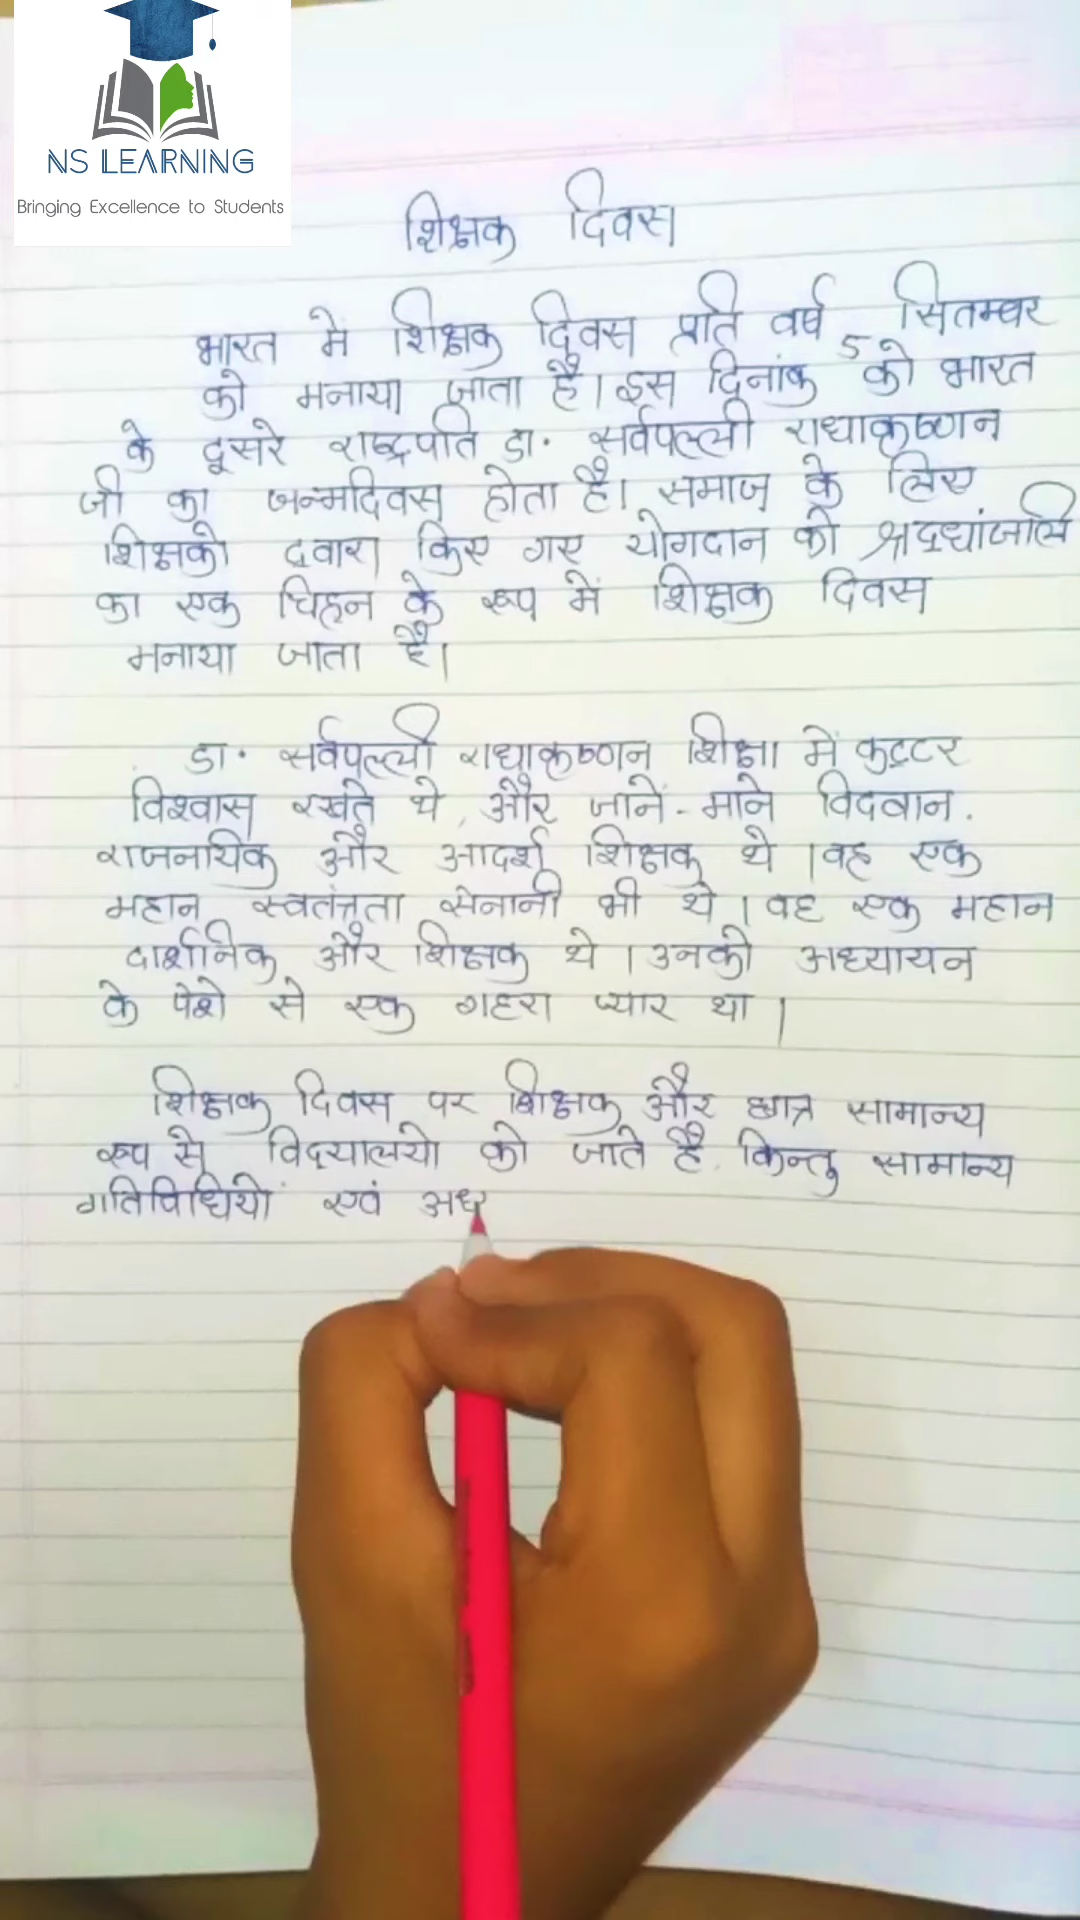 NS LEARNING
Bringing Excellence to Students
शिक्षक दिवस
भारत में शिक्षक दिवस प्रति वर्ष 5 सितम्बर
को मनाया जाता है। इस दिनांक को भारत
के दूसरे राष्ट्रपति डा. सर्वपल्ली राधाकृष्णन
जी का जन्मदिवस होता है। समाज के लिए
शिक्षको द्वारा किए गए योगदान को श्रद्धांजलि
का एक चिह्न के रूप में शिक्षक दिवस
मनाया जाता है।
डा. सर्वपल्ली राधाकृष्णन शिक्षा में कट्टर
विश्वास रखते थे, और जानें-माने विदवान.
राजनयिक और आदर्श शिक्षक थे। वह एक
महान स्वतंत्रता सेनानी भी थे। वह एक महान
दार्शनिक और शिक्षक थे। उनको अध्यायन
के पेशे से एक गहरा प्यार था।
शिक्षक दिवस पर शिक्षक और छात्र सामान्य
रूप से विदयालयो को जाते है, किन्तु सामान्य
गतिविधियों एवं अध